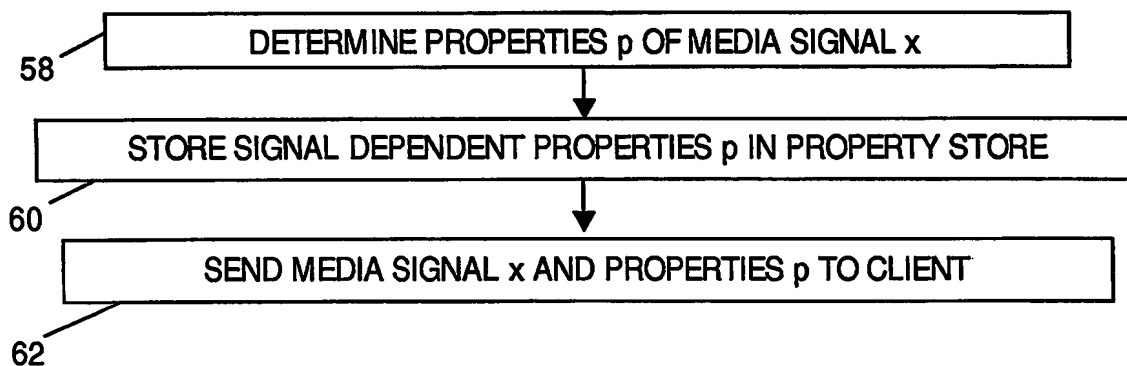 DETERMINE PROPERTIES p OF MEDIA SIGNAL x
58
STORE SIGNAL DEPENDENT PROPERTIES p IN PROPERTY STORE
60
SEND MEDIA SIGNAL x AND PROPERTIES p TO CLIENT
62